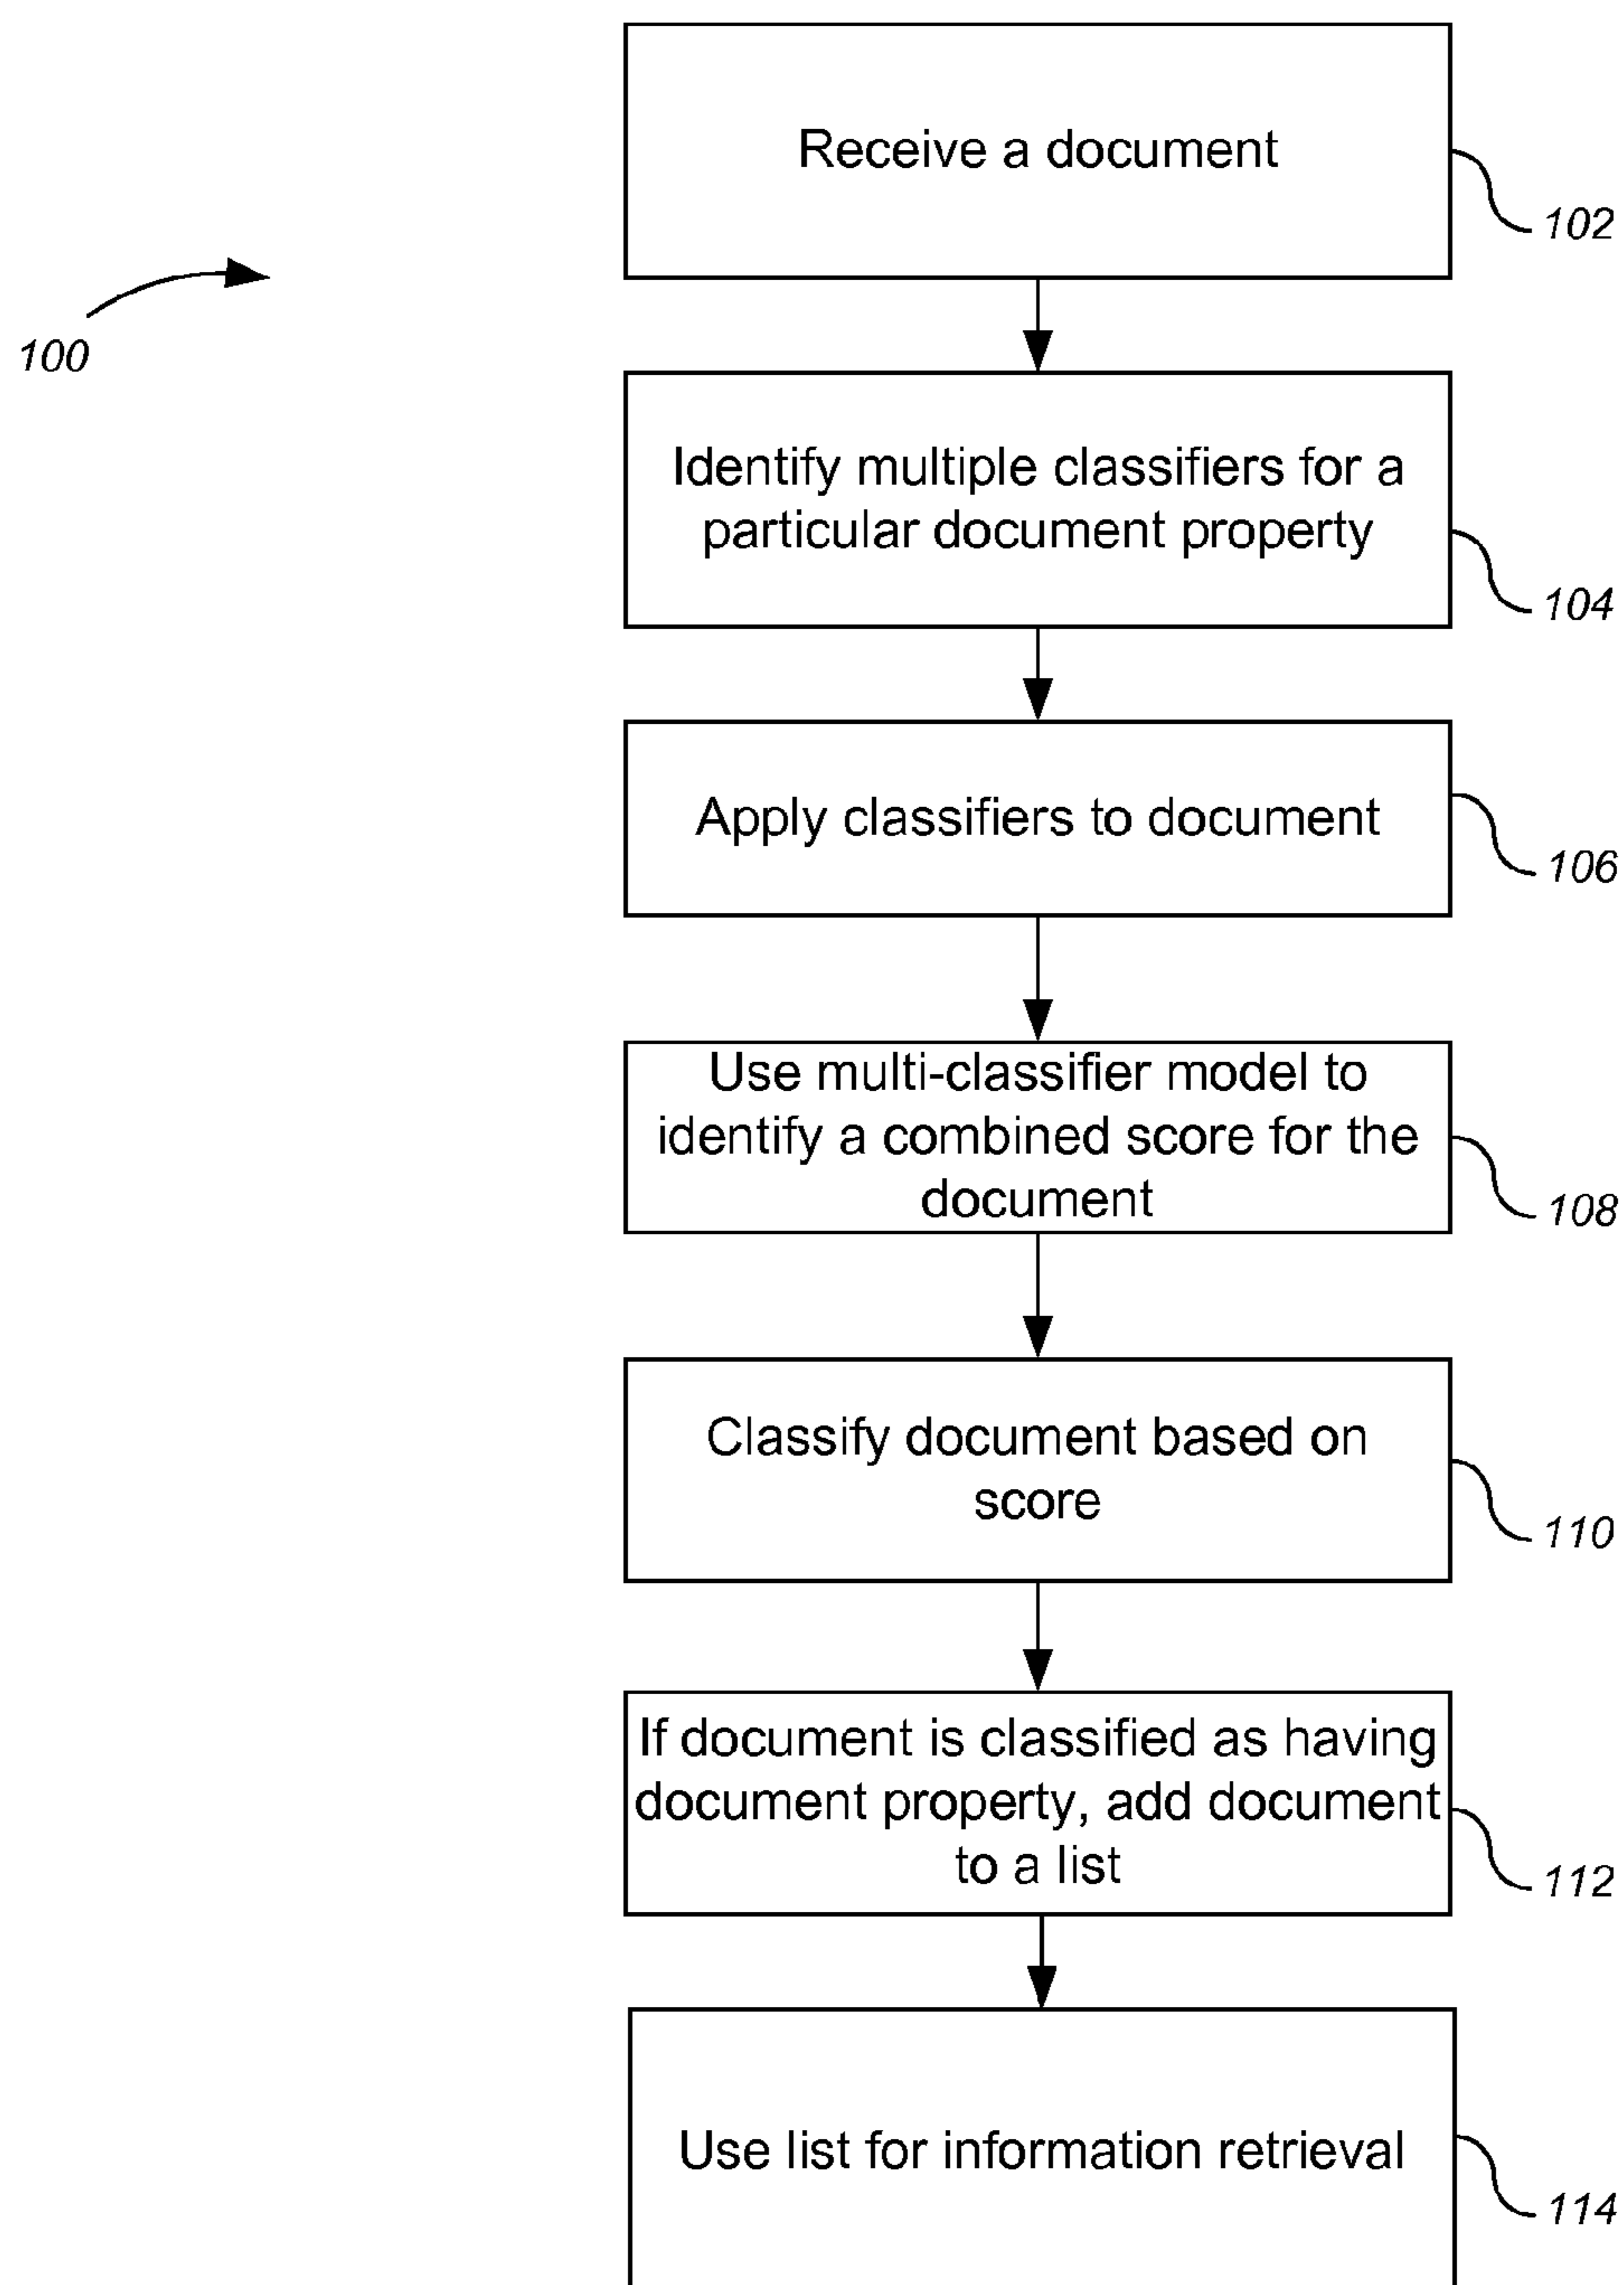 Receive a document
102
100
Identify multiple classifiers for a
particular document property
104
Apply classifiers to document
106
Use multi-classifier model to
identify a combined score for the
document
108
Classify document based on
score
110
If document is classified as having
document property, add document
to a list
112
Use list for information retrieval
114